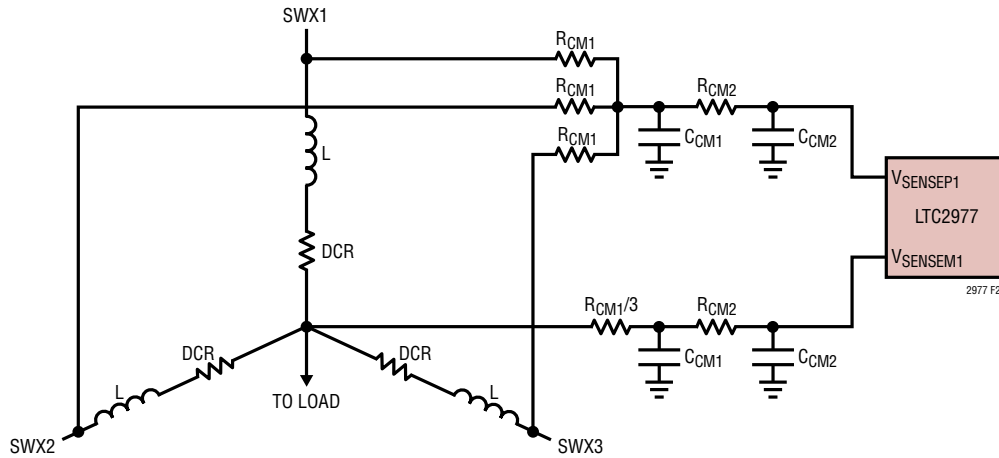 SWX1
RCM1
RCM1
RCM1
RCM2
CCM1
CCM2
L
DCR
VSENSEP1
LTC2977
VSENSEM1
2977 F2
RCM1/3
RCM2
CCM1
CCM2
DCR
DCR
L
L
TO LOAD
SWX2
SWX3